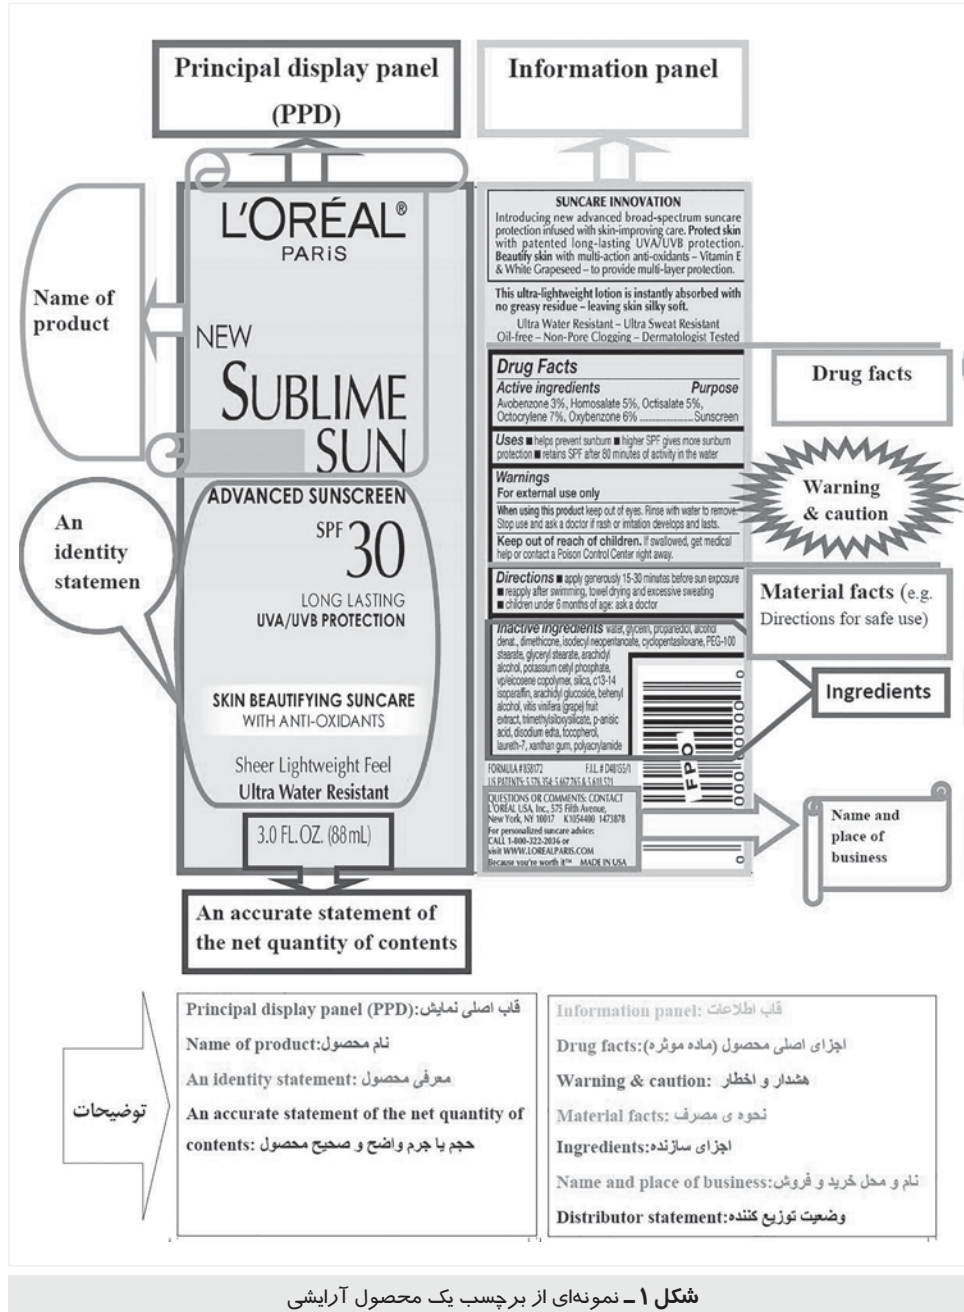 Principal display panel
(PPD)
Information panel
L'ORÉAL®
PARiS
NEW
SUBLIME
SUN
ADVANCED SUNSCREEN
SPF 30
LONG LASTING
UVA/UVB PROTECTION
SKIN BEAUTIFYING SUNCARE
WITH ANTI-OXIDANTS
Sheer Lightweight Feel
Ultra Water Resistant
3.0 FL.OZ. (88mL)
Name of
product
An
identity
statemen
An accurate statement of
the net quantity of contents
SUNCARE INNOVATION
Introducing new advanced broad-spectrum suncare
protection infused with skin-improving care. Protect skin
with patented long-lasting UVA/UVB protection.
Beautify skin with multi-action anti-oxidants – Vitamin E
& White Grapeseed – to provide multi-layer protection.
This ultra-lightweight lotion is instantly absorbed with
no greasy residue – leaving skin silky soft.
Ultra Water Resistant – Ultra Sweat Resistant
Oil-free – Non-Pore Clogging – Dermatologist Tested
Drug Facts
Active ingredients Purpose
Avobenzone 3%, Homosalate 5%, Octisalate 5%,
Octocrylene 7%, Oxybenzone 6% ........................ Sunscreen
Uses ■ helps prevent sunburn ■ higher SPF gives more sunburn
protection ■ retains SPF after 80 minutes of activity in the water
Warnings
For external use only
When using this product keep out of eyes. Rinse with water to remove.
Stop use and ask a doctor if rash or irritation develops and lasts.
Keep out of reach of children. If swallowed, get medical
help or contact a Poison Control Center right away.
Directions ■ apply generously 15-30 minutes before sun exposure
■ reapply after swimming, towel drying and excessive sweating
■ children under 6 months of age: ask a doctor
Inactive ingredients water, glycerin, propanediol, alcohol
denat., dimethicone, isodecyl neopentanoate, cyclopentasiloxane, PEG-100
stearate, glyceryl stearate, arachidyl
alcohol, potassium cetyl phosphate,
vp/eicosene copolymer, silica, c13-14
isoparaffin, arachidyl glucoside, behenyl
alcohol, vitis vinifera (grape) fruit
extract, trimethylsiloxysilicate, p-anisic
acid, disodium edta, tocopherol,
laureth-7, xanthan gum, polyacrylamide
FPO
FORMULA # 858172 F.I.L. # D48155/1
US PATENTS: 5,576,354; 5,667,765 & 5,618,521
QUESTIONS OR COMMENTS: CONTACT
L'ORÉAL USA, Inc., 575 Fifth Avenue,
New York, NY 10017 K1054400 1473878
For personalized suncare advice:
CALL 1-800-322-2036 or
visit WWW.LOREALPARIS.COM
Because you're worth it™ MADE IN USA
Drug facts
Warning
& caution
Material facts (e.g.
Directions for safe use)
Ingredients
Name and
place of
business
توضیحات
Principal display panel (PPD):قاب اصلی نمایش
Name of product:نام محصول
An identity statement: معرفی محصول
An accurate statement of the net quantity of
contents: حجم یا جرم واضح و صحیح محصول
Information panel: قاب اطلاعات
Drug facts:اجزای اصلی محصول (ماده موثره)
Warning & caution: هشدار و اخطار
Material facts: نحوه ی مصرف
Ingredients:اجزای سازنده
Name and place of business:نام و محل خرید و فروش
Distributor statement:وضعیت توزیع کننده
شکل ۱ ـ نمونه‌ای از برچسب یک محصول آرایشی